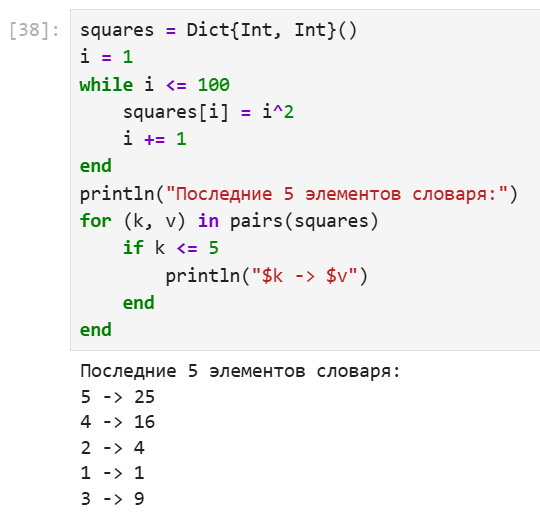 [38]:
squares = Dict{Int, Int}()
i = 1
while i <= 100
    squares[i] = i^2
    i += 1
end
println("Последние 5 элементов словаря:")
for (k, v) in pairs(squares)
    if k <= 5
        println("$k -> $v")
    end
end
Последние 5 элементов словаря:
5 -> 25
4 -> 16
2 -> 4
1 -> 1
3 -> 9